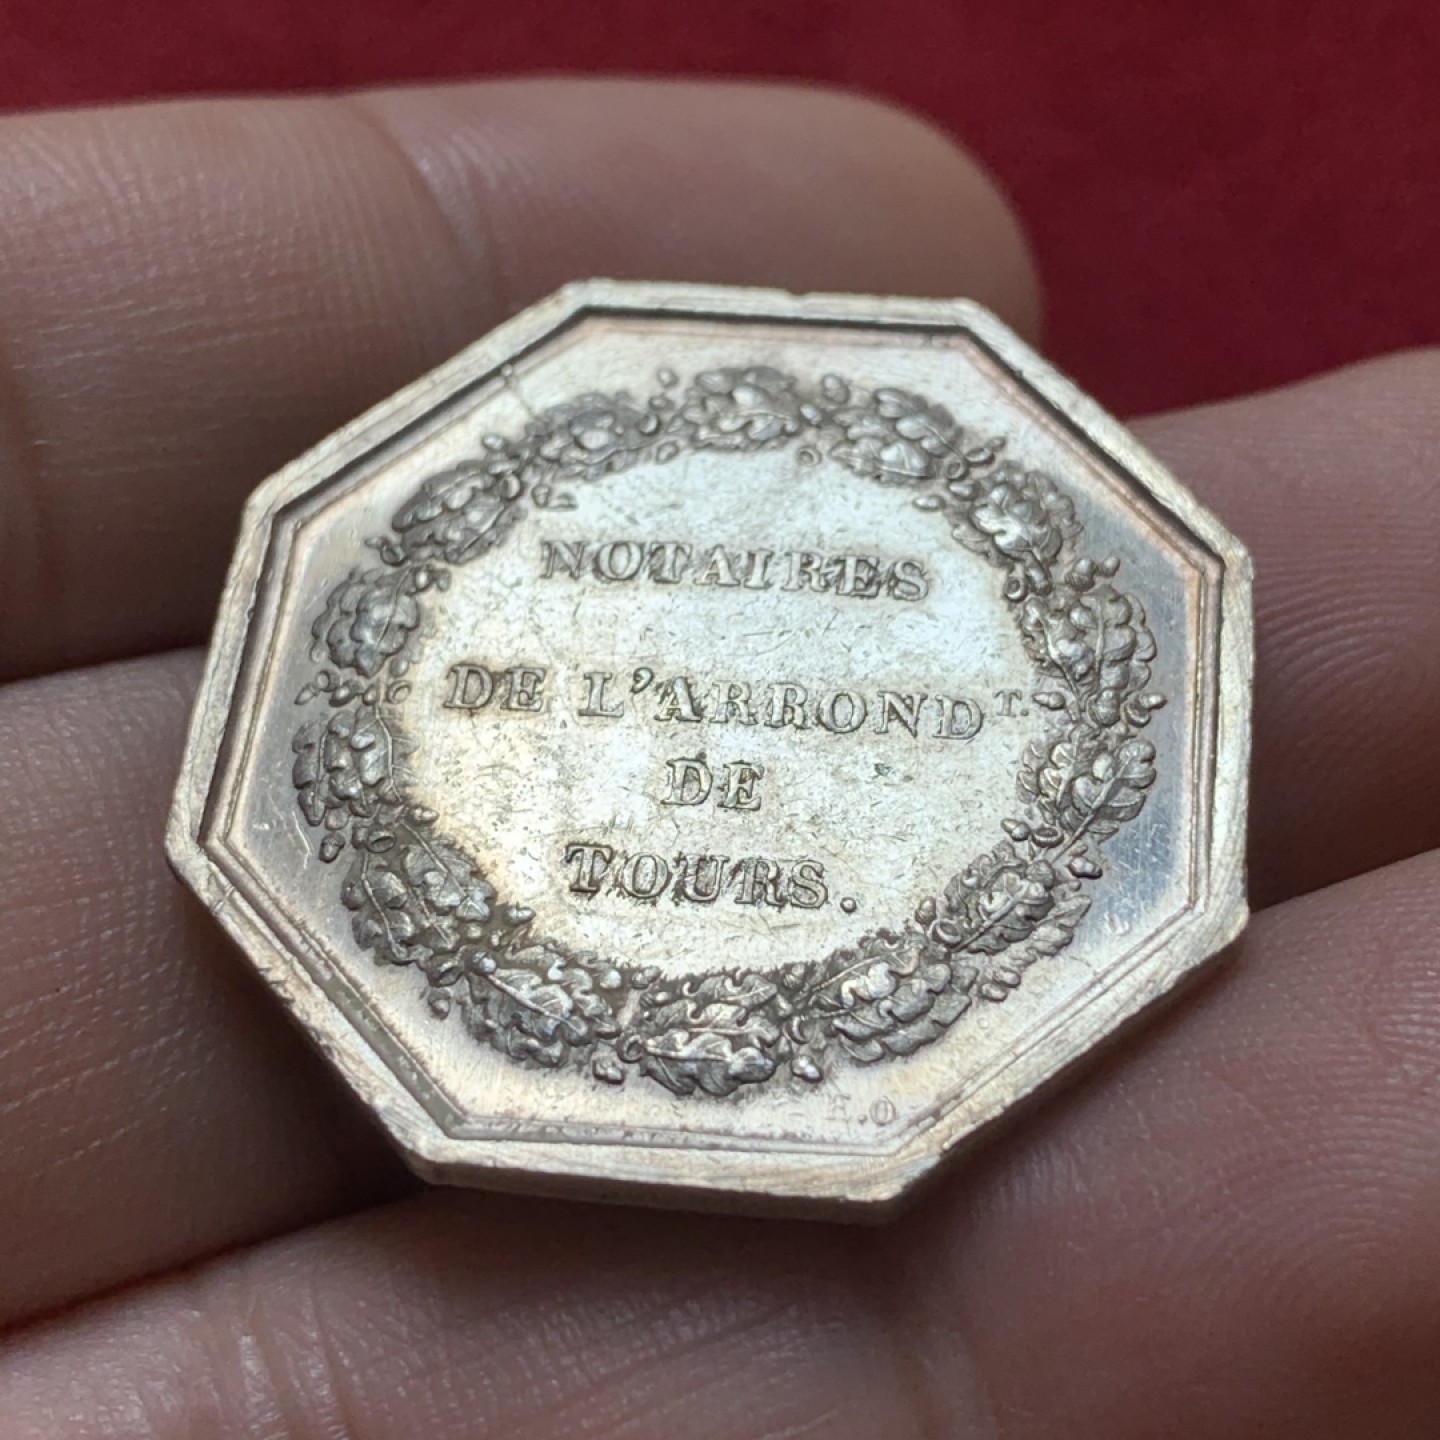 NOTAIRES
DE L'ARROND T.
DE
TOURS.
E.O